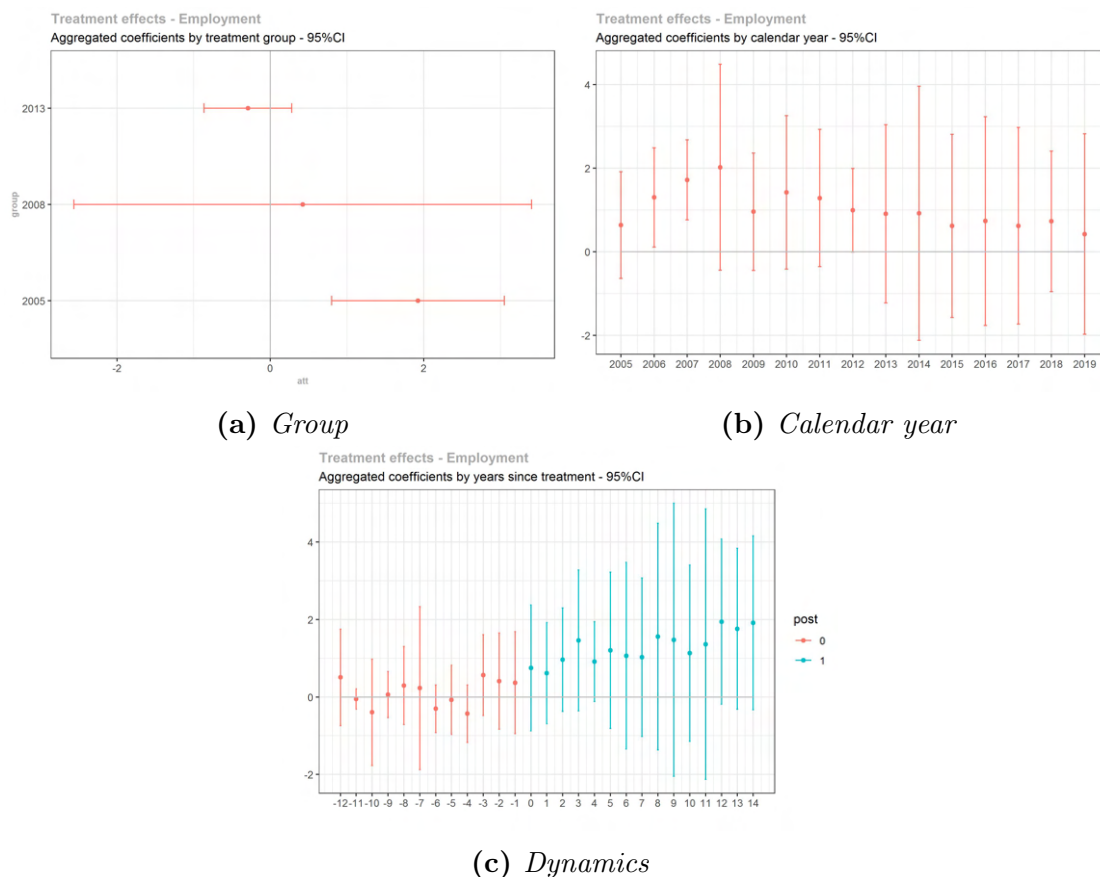 Treatment effects - Employment
Aggregated coefficients by treatment group - 95%CI
2013
2008
2005
group
-2 0 2
att
(a) Group
Treatment effects - Employment
Aggregated coefficients by calendar year - 95%CI
4
2
0
-2
2005 2006 2007 2008 2009 2010 2011 2012 2013 2014 2015 2016 2017 2018 2019
(b) Calendar year
Treatment effects - Employment
Aggregated coefficients by years since treatment - 95%CI
4
2
0
-2
-12 -11 -10 -9 -8 -7 -6 -5 -4 -3 -2 -1 0 1 2 3 4 5 6 7 8 9 10 11 12 13 14
post
0
1
(c) Dynamics